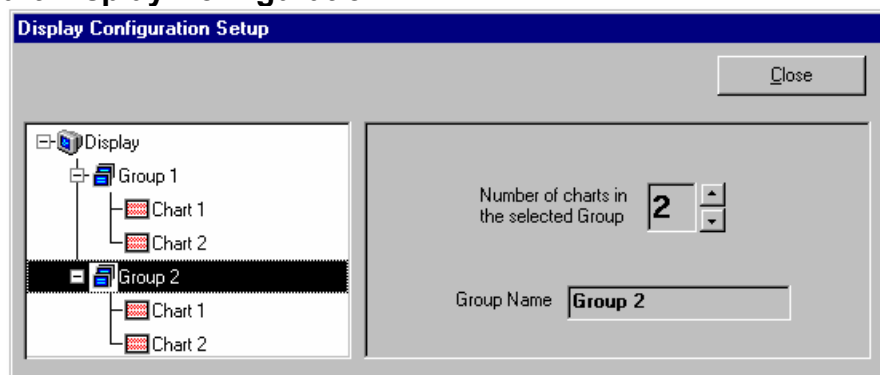 Display Configuration Setup
Close
Display
Group 1
Chart 1
Chart 2
Group 2
Chart 1
Chart 2
Number of charts in
the selected Group
2
Group Name
Group 2